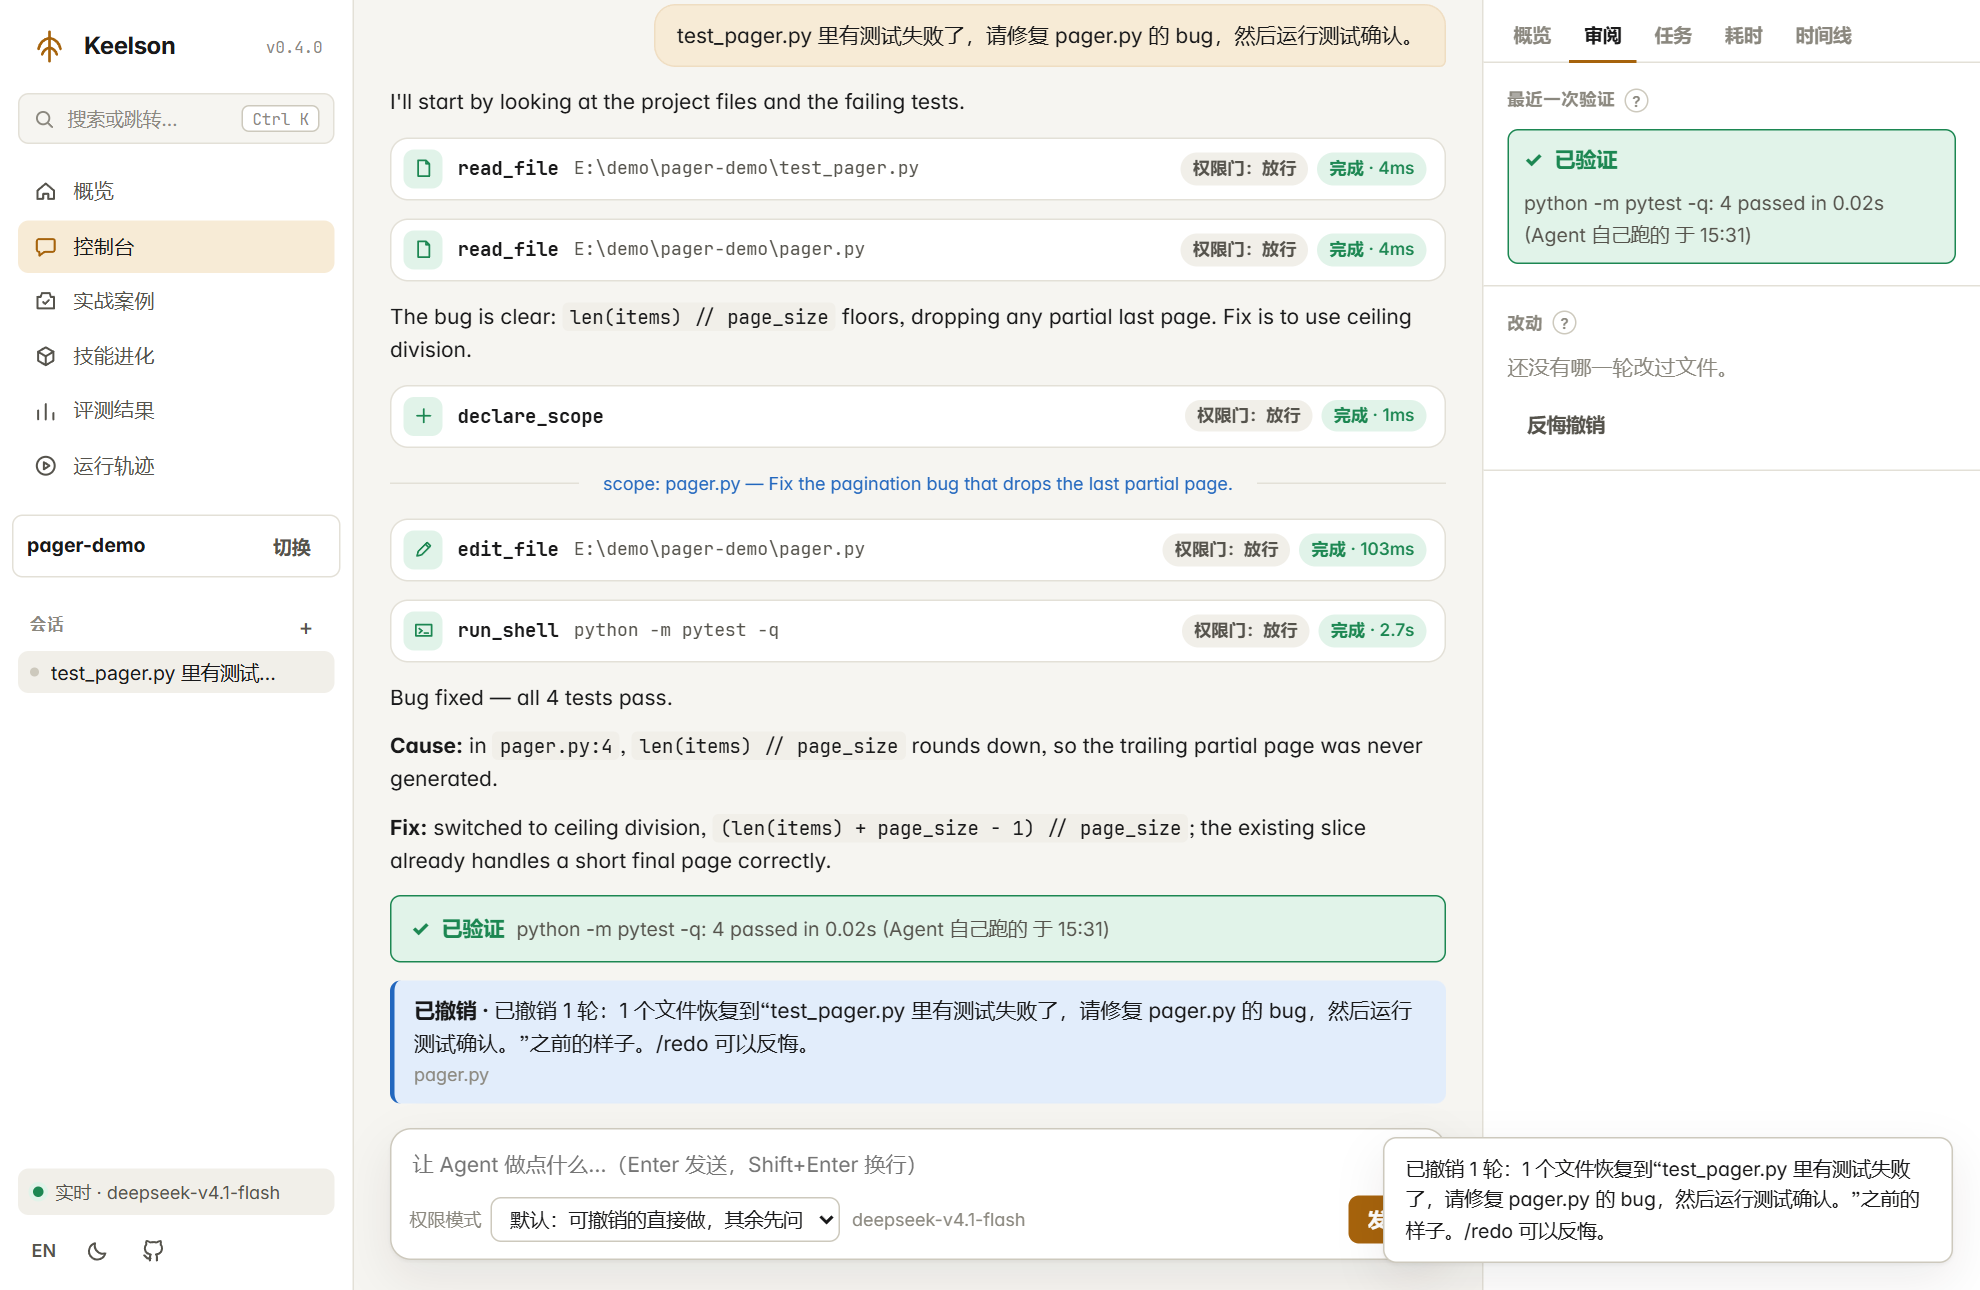 Keelson
v0.4.0
搜索或跳转...
Ctrl K
概览
控制台
实战案例
技能进化
评测结果
运行轨迹
pager-demo
切换
会话
+
test_pager.py 里有测试...
实时 · deepseek-v4.1-flash
EN
test_pager.py 里有测试失败了，请修复 pager.py 的 bug，然后运行测试确认。
I'll start by looking at the project files and the failing tests.
read_file E:\demo\pager-demo\test_pager.py 权限门：放行 完成 · 4ms
read_file E:\demo\pager-demo\pager.py 权限门：放行 完成 · 4ms
The bug is clear: len(items) // page_size floors, dropping any partial last page. Fix is to use ceiling
division.
declare_scope 权限门：放行 完成 · 1ms
scope: pager.py — Fix the pagination bug that drops the last partial page.
edit_file E:\demo\pager-demo\pager.py 权限门：放行 完成 · 103ms
run_shell python -m pytest -q 权限门：放行 完成 · 2.7s
Bug fixed — all 4 tests pass.
Cause: in pager.py:4, len(items) // page_size rounds down, so the trailing partial page was never
generated.
Fix: switched to ceiling division, (len(items) + page_size - 1) // page_size; the existing slice
already handles a short final page correctly.
已验证 python -m pytest -q: 4 passed in 0.02s (Agent 自己跑的 于 15:31)
已撤销 · 已撤销 1 轮：1 个文件恢复到“test_pager.py 里有测试失败了，请修复 pager.py 的 bug，然后运行
测试确认。”之前的样子。/redo 可以反悔。
pager.py
让 Agent 做点什么...（Enter 发送，Shift+Enter 换行）
权限模式 默认：可撤销的直接做，其余先问 deepseek-v4.1-flash
发
概览 审阅 任务 耗时 时间线
最近一次验证 ?
已验证
python -m pytest -q: 4 passed in 0.02s
(Agent 自己跑的 于 15:31)
改动 ?
还没有哪一轮改过文件。
反悔撤销
已撤销 1 轮：1 个文件恢复到“test_pager.py 里有测试失败
了，请修复 pager.py 的 bug，然后运行测试确认。”之前的
样子。/redo 可以反悔。